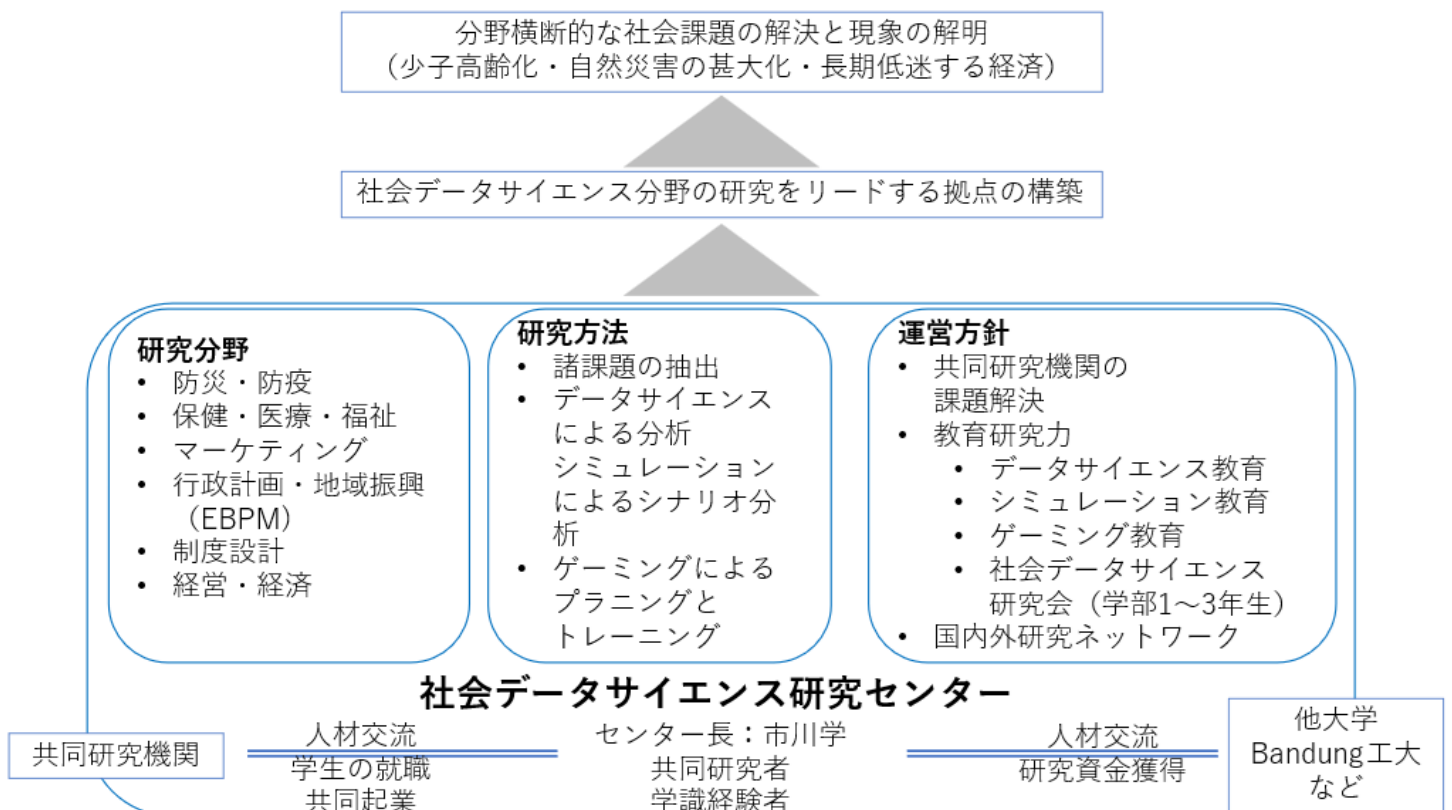 分野横断的な社会課題の解決と現象の解明
（少子高齢化・自然災害の甚大化・長期低迷する経済）
社会データサイエンス分野の研究をリードする拠点の構築
研究分野
• 防災・防疫
• 保健・医療・福祉
• マーケティング
• 行政計画・地域振興
（EBPM）
• 制度設計
• 経営・経済
研究方法
• 諸課題の抽出
• データサイエンス
による分析
シミュレーション
によるシナリオ分
析
• ゲーミングによる
プラニングと
トレーニング
運営方針
• 共同研究機関の
課題解決
• 教育研究力
• データサイエンス教育
• シミュレーション教育
• ゲーミング教育
• 社会データサイエンス
研究会（学部1～3年生）
• 国内外研究ネットワーク
社会データサイエンス研究センター
共同研究機関
人材交流
学生の就職
共同起業
センター長：市川学
共同研究者
学識経験者
人材交流
研究資金獲得
他大学
Bandung工大
など